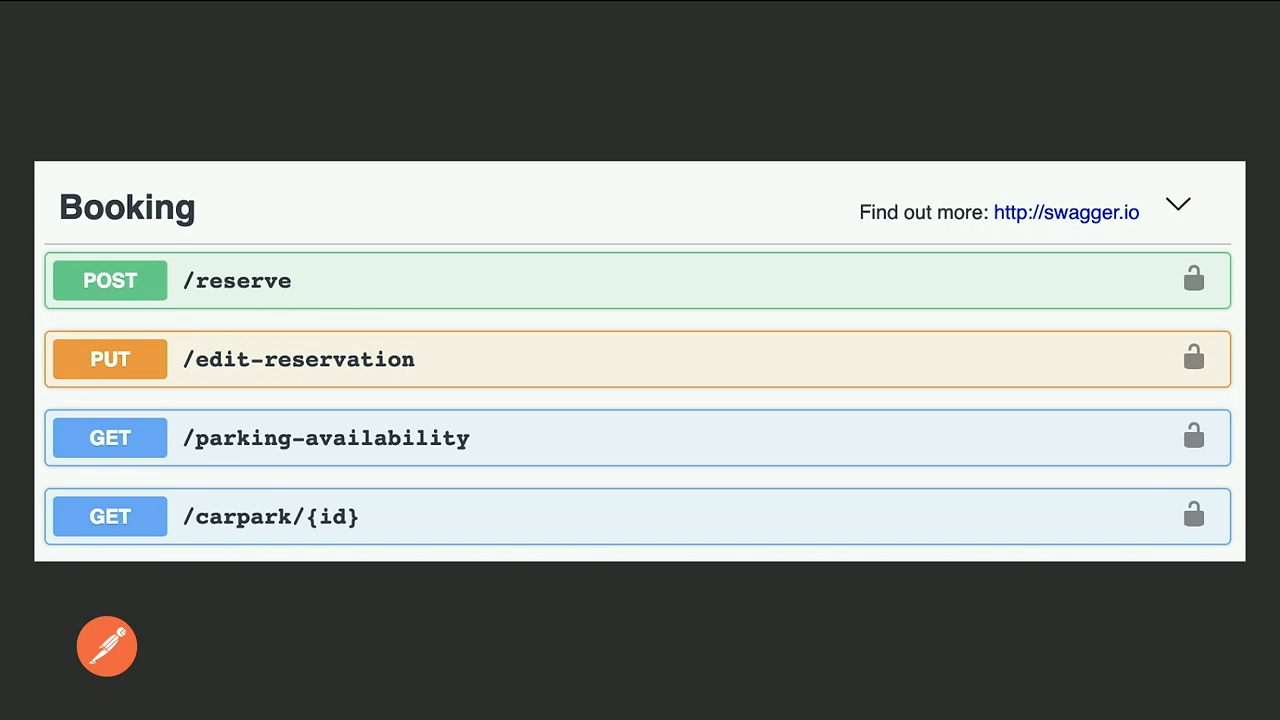 Booking
Find out more: http://swagger.io
POST /reserve
PUT /edit-reservation
GET /parking-availability
GET /carpark/{id}